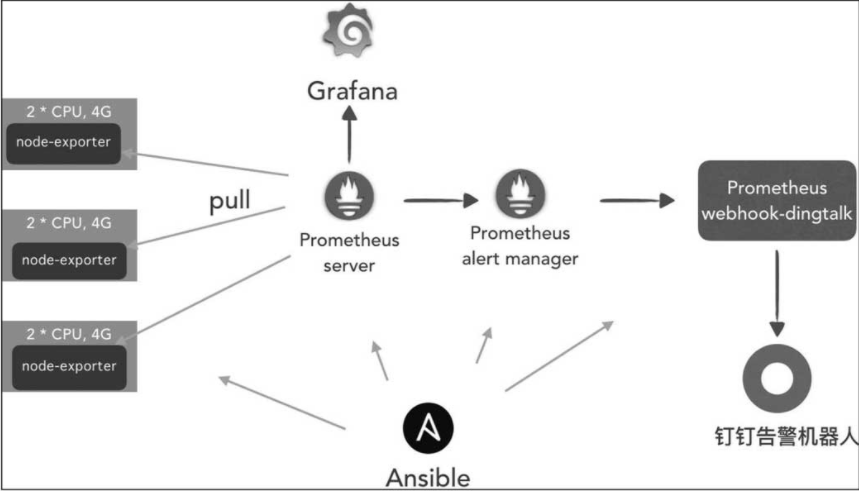 Grafana
2 * CPU, 4G
node-exporter
pull
2 * CPU, 4G
node-exporter
2 * CPU, 4G
node-exporter
Prometheus
server
Prometheus
alert manager
Prometheus
webhook-dingtalk
钉钉告警机器人
Ansible